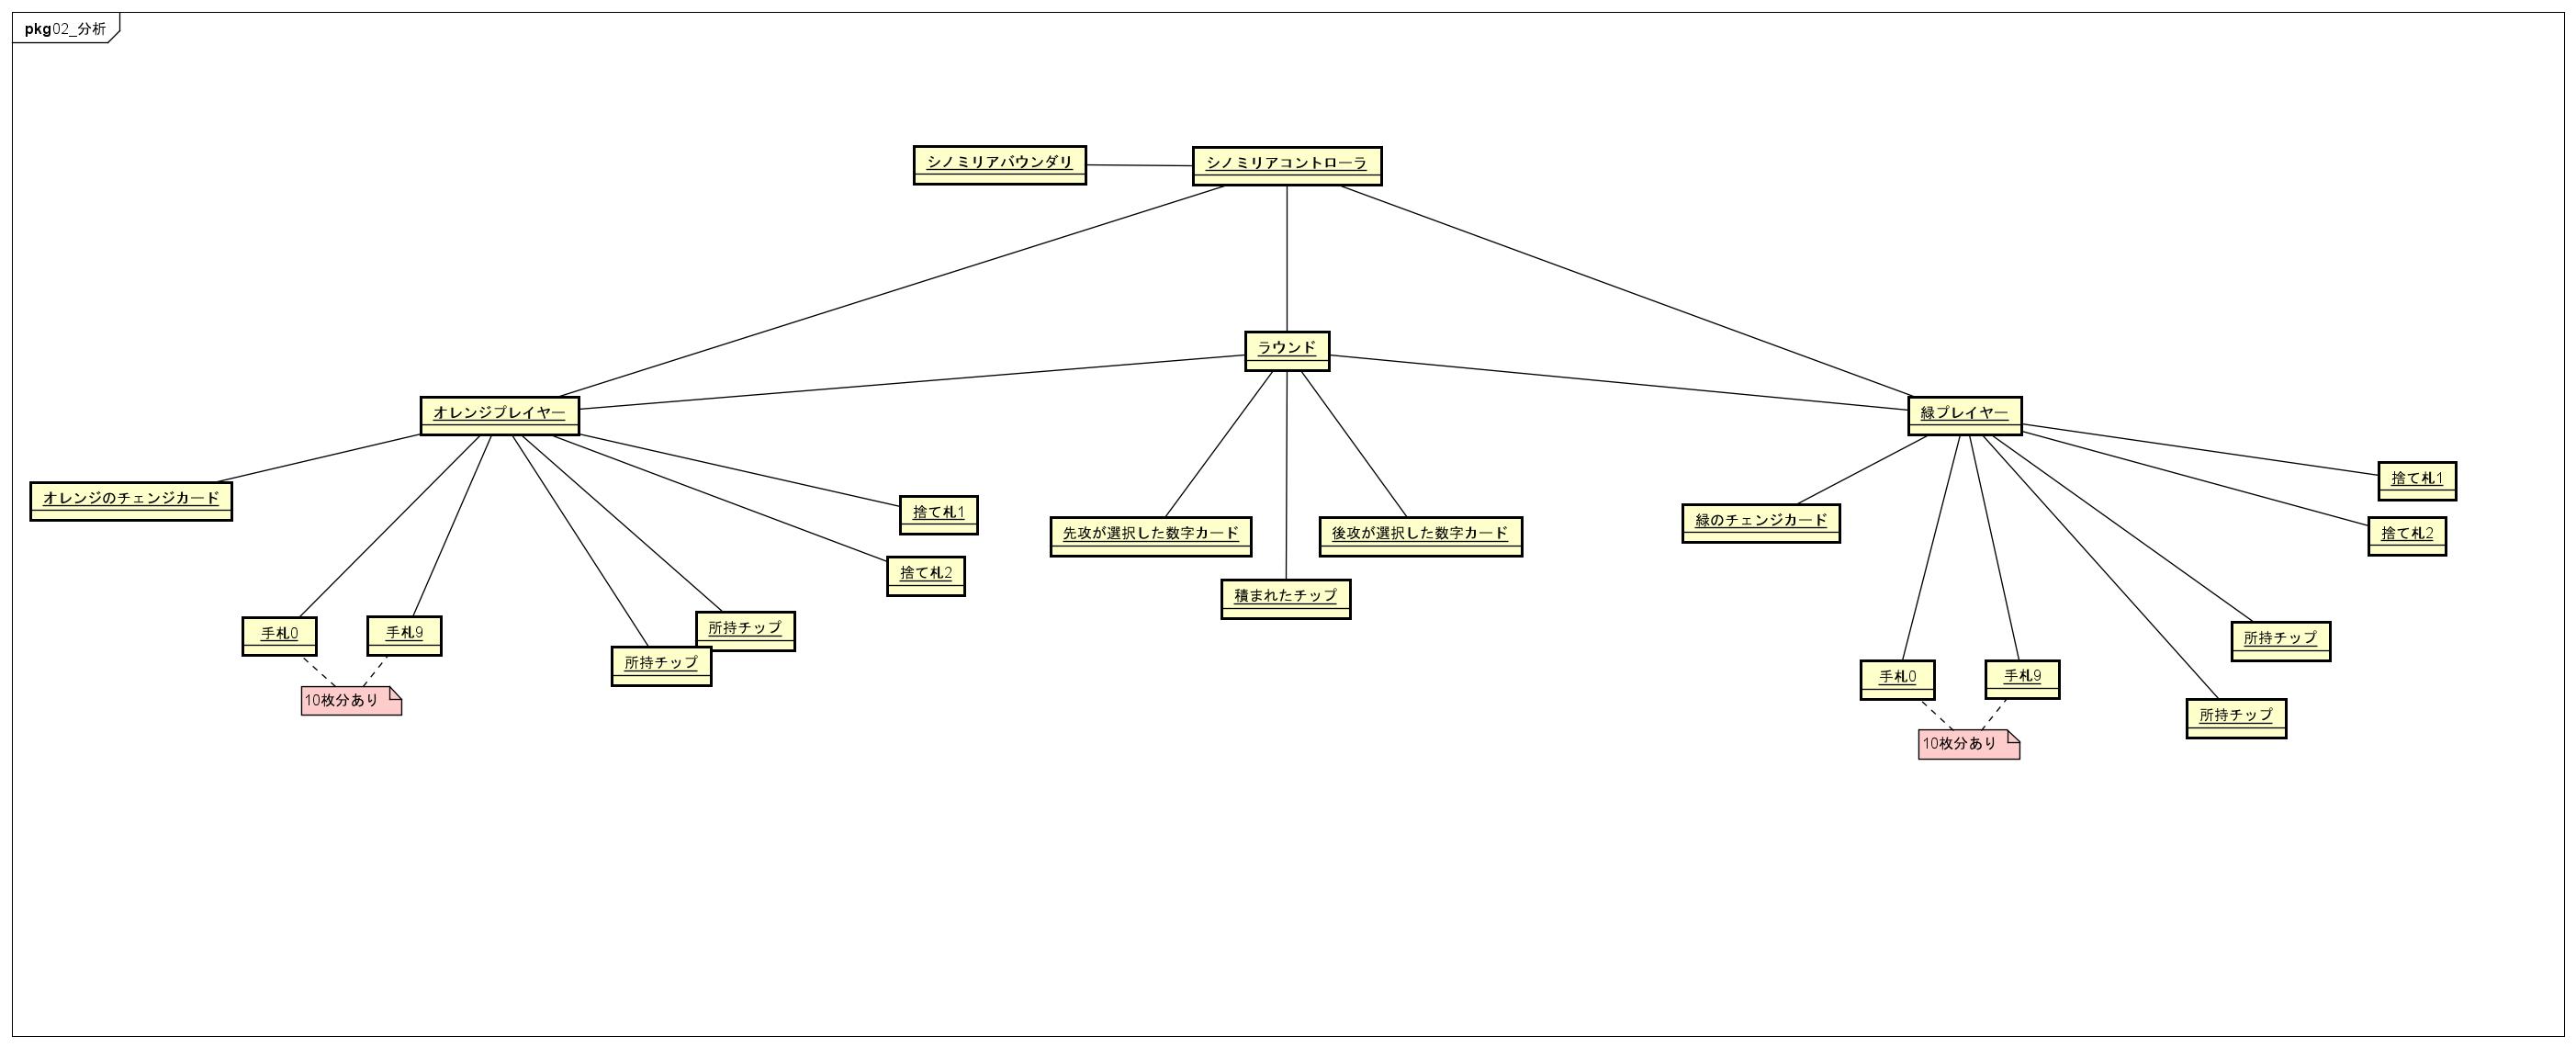 pkg02_分析
シノミリアバウンダリ
シノミリアコントローラ
ラウンド
オレンジプレイヤー
緑プレイヤー
オレンジのチェンジカード
手札0
手札9
10枚分あり
所持チップ
所持チップ
捨て札1
捨て札2
先攻が選択した数字カード
積まれたチップ
後攻が選択した数字カード
緑のチェンジカード
手札0
手札9
10枚分あり
所持チップ
所持チップ
捨て札1
捨て札2